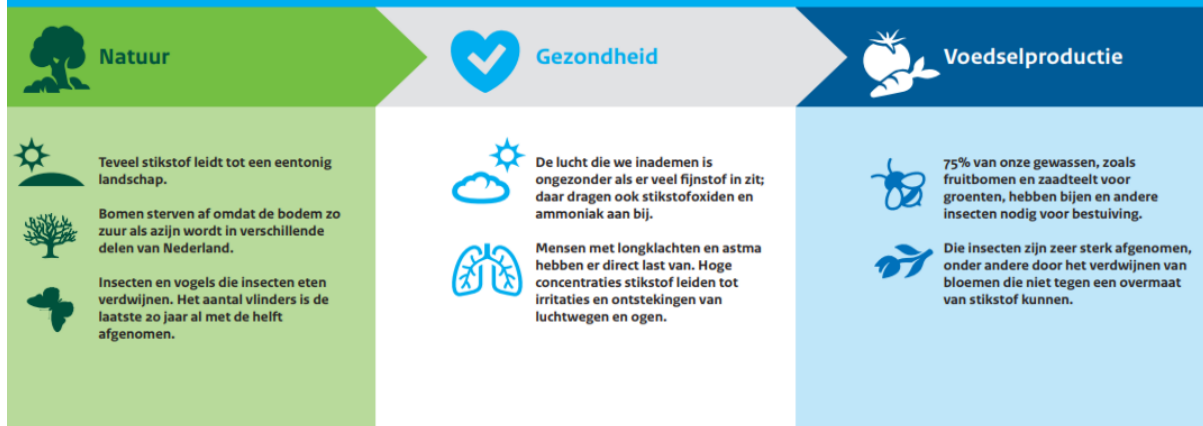 Natuur
Teveel stikstof leidt tot een eentonig
landschap.
Bomen sterven af omdat de bodem zo
zuur als azijn wordt in verschillende
delen van Nederland.
Insecten en vogels die insecten eten
verdwijnen. Het aantal vlinders is de
laatste 20 jaar al met de helft
afgenomen.
Gezondheid
De lucht die we inademen is
ongezonder als er veel fijnstof in zit;
daar dragen ook stikstofoxiden en
ammoniak aan bij.
Mensen met longklachten en astma
hebben er direct last van. Hoge
concentraties stikstof leiden tot
irritaties en ontstekingen van
luchtwegen en ogen.
Voedselproductie
75% van onze gewassen, zoals
fruitbomen en zaadteelt voor
groenten, hebben bijen en andere
insecten nodig voor bestuiving.
Die insecten zijn zeer sterk afgenomen,
onder andere door het verdwijnen van
bloemen die niet tegen een overmaat
van stikstof kunnen.